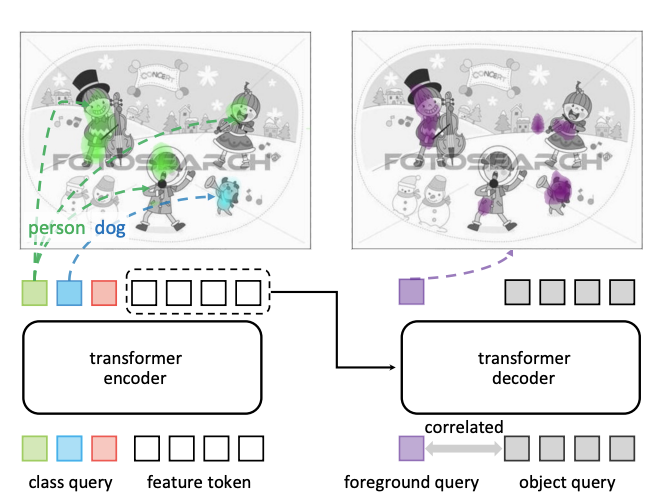 CONCERT
FOTOSEARCH
person dog
CONCERT
FOTOSEARCH
transformer
encoder
transformer
decoder
correlated
class query
feature token
foreground query
object query